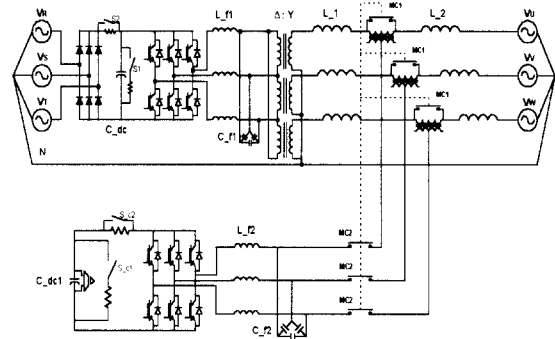 S2 L_f1 Δ : Y L_1 MC1 L_2
VR VU
MC1
VS S1 VV
MC1
VT VW
C_dc C_f1
N
S_c2 L_f2 MC2
S_c1 MC2
C_dc1
MC2
C_f2